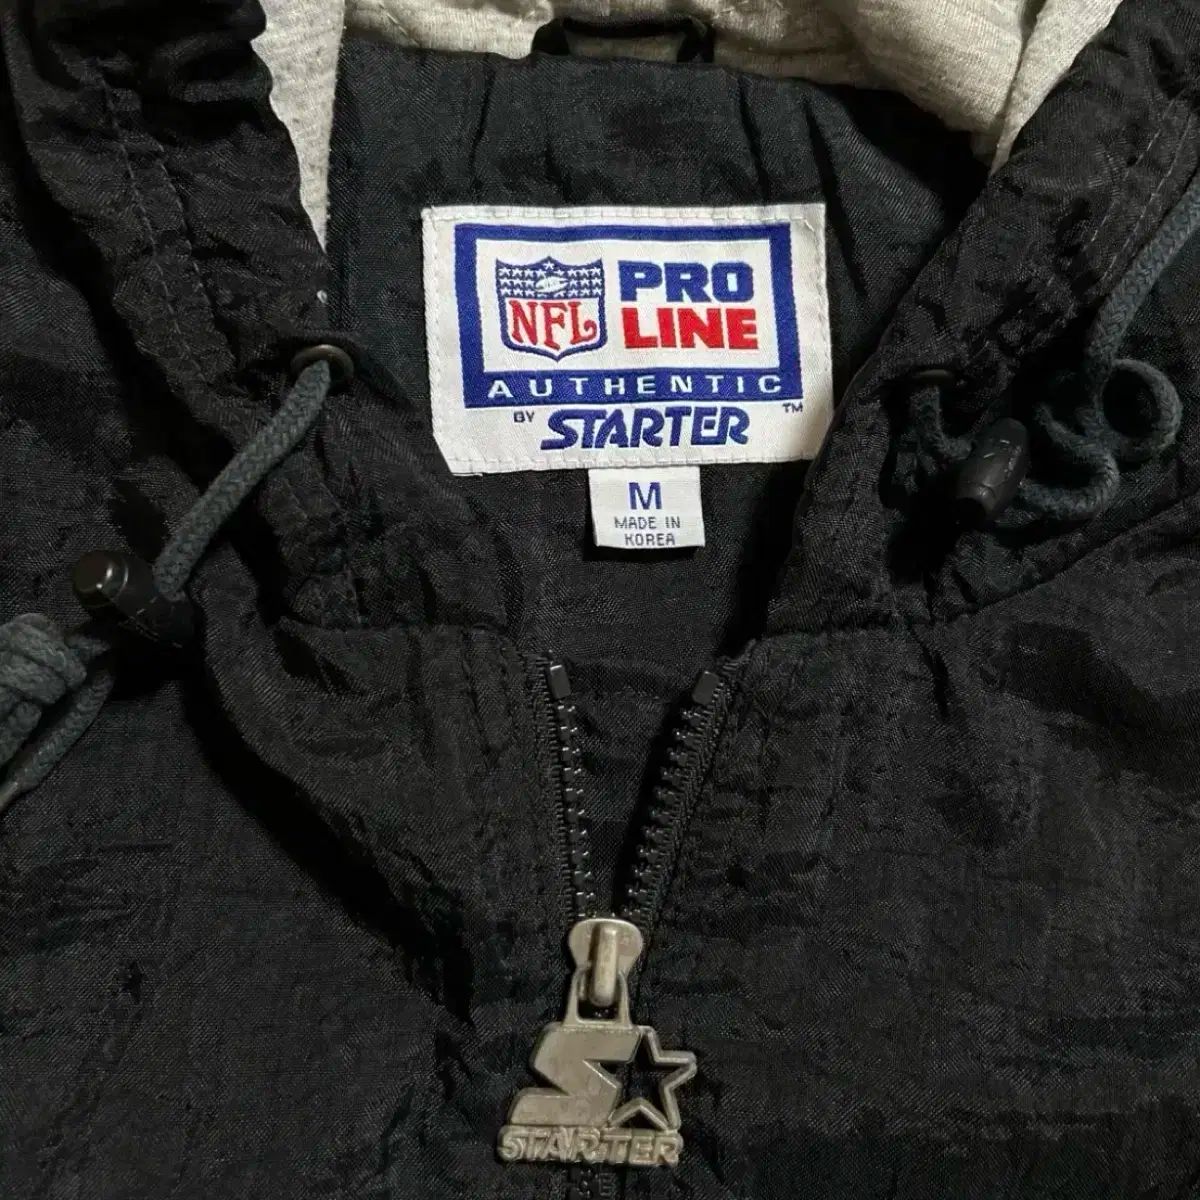 NFL
PRO
LINE
AUTHENTIC
BY STARTER ™
M
MADE IN
KOREA
STARTER